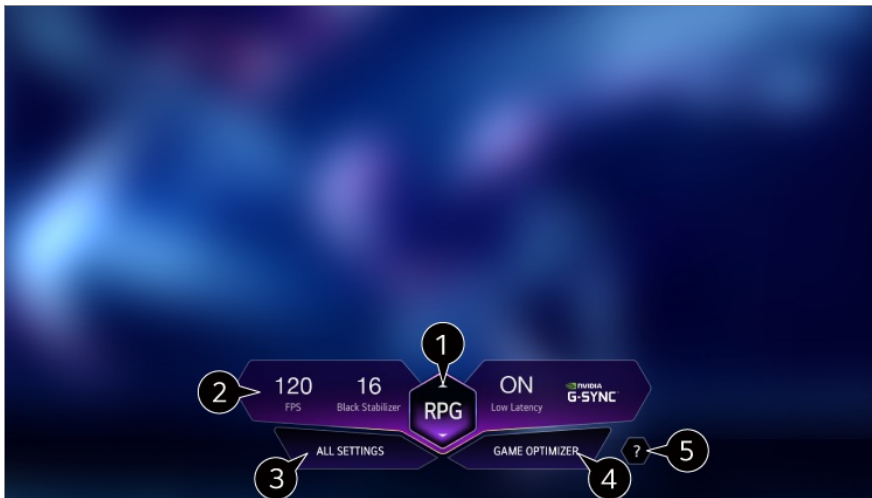 1
2
120
FPS
16
Black Stabilizer
RPG
ON
Low Latency
NVIDIA
G-SYNC
ALL SETTINGS
GAME OPTIMIZER
?
3
4
5